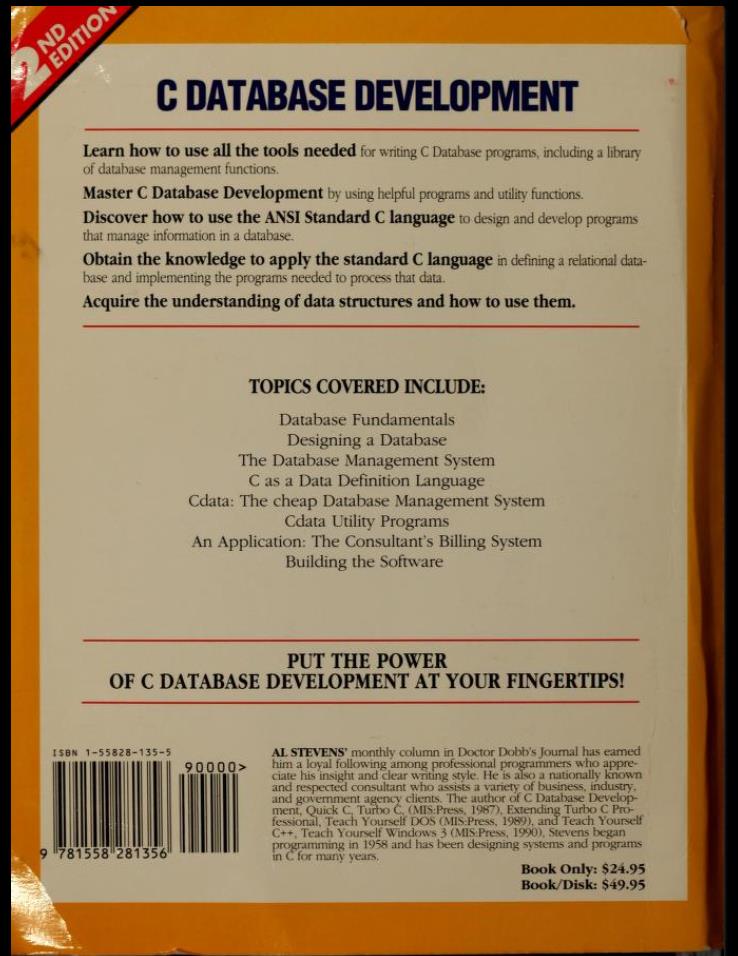 2ND
EDITION
C DATABASE DEVELOPMENT
Learn how to use all the tools needed for writing C Database programs, including a library
of database management functions.
Master C Database Development by using helpful programs and utility functions.
Discover how to use the ANSI Standard C language to design and develop programs
that manage information in a database.
Obtain the knowledge to apply the standard C language in defining a relational data-
base and implementing the programs needed to process that data.
Acquire the understanding of data structures and how to use them.
TOPICS COVERED INCLUDE:
Database Fundamentals
Designing a Database
The Database Management System
C as a Data Definition Language
Cdata: The cheap Database Management System
Cdata Utility Programs
An Application: The Consultant's Billing System
Building the Software
PUT THE POWER
OF C DATABASE DEVELOPMENT AT YOUR FINGERTIPS!
ISBN 1-55828-135-5
90000>
9 781558 281356
AL STEVENS' monthly column in Doctor Dobb's Journal has earned
him a loyal following among professional programmers who appre-
ciate his insight and clear writing style. He is also a nationally known
and respected consultant who assists a variety of business, industry,
and government agency clients. The author of C Database Develop-
ment, Quick C, Turbo C, (MIS:Press, 1987), Extending Turbo C Pro-
fessional, Teach Yourself DOS (MIS:Press, 1989), and Teach Yourself
C++, Teach Yourself Windows 3 (MIS:Press, 1990), Stevens began
programming in 1958 and has been designing systems and programs
in C for many years.
Book Only: $24.95
Book/Disk: $49.95